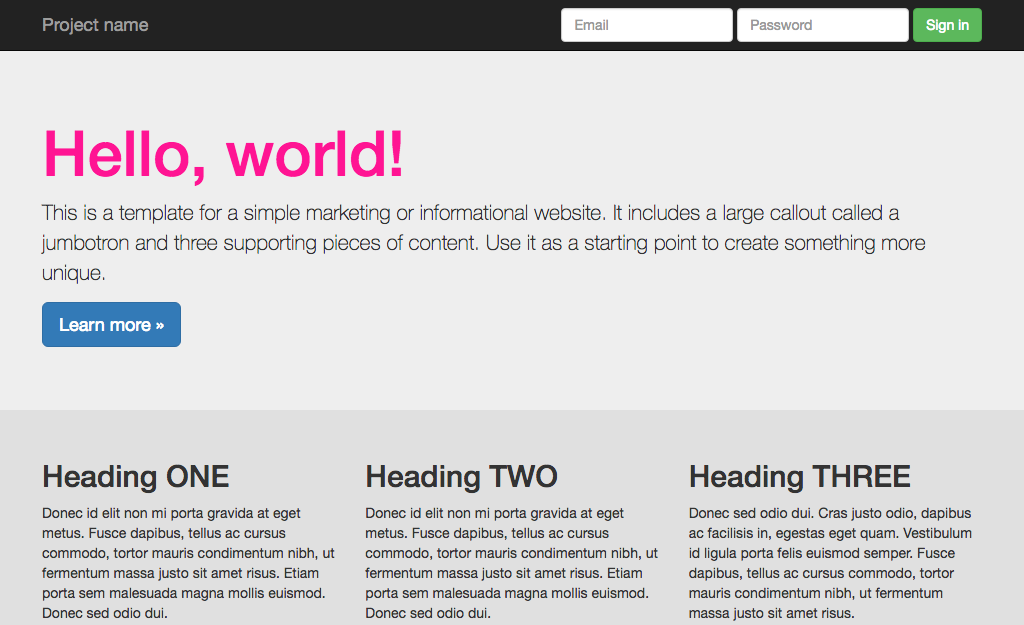 Project name Email Password Sign in
Hello, world!
This is a template for a simple marketing or informational website. It includes a large callout called a
jumbotron and three supporting pieces of content. Use it as a starting point to create something more
unique.
Learn more »
Heading ONE
Donec id elit non mi porta gravida at eget
metus. Fusce dapibus, tellus ac cursus
commodo, tortor mauris condimentum nibh, ut
fermentum massa justo sit amet risus. Etiam
porta sem malesuada magna mollis euismod.
Donec sed odio dui.
Heading TWO
Donec id elit non mi porta gravida at eget
metus. Fusce dapibus, tellus ac cursus
commodo, tortor mauris condimentum nibh, ut
fermentum massa justo sit amet risus. Etiam
porta sem malesuada magna mollis euismod.
Donec sed odio dui.
Heading THREE
Donec sed odio dui. Cras justo odio, dapibus
ac facilisis in, egestas eget quam. Vestibulum
id ligula porta felis euismod semper. Fusce
dapibus, tellus ac cursus commodo, tortor
mauris condimentum nibh, ut fermentum
massa justo sit amet risus.